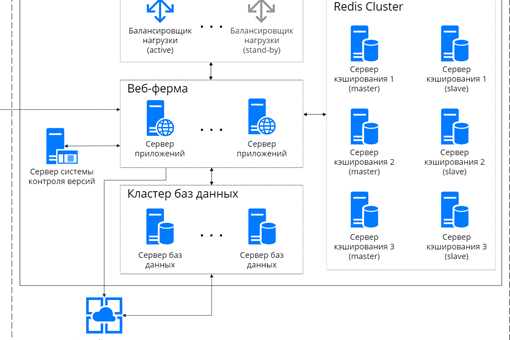 Балансировщик
нагрузки
(active)
Балансировщик
нагрузки
(stand-by)
Redis Cluster
Сервер
кэширования 1
(master)
Сервер
кэширования 1
(slave)
Веб-ферма
Сервер
приложений
Сервер
приложений
Сервер
кэширования 2
(master)
Сервер
кэширования 2
(slave)
Сервер системы
контроля версий
Кластер баз данных
Сервер баз
данных
Сервер баз
данных
Сервер
кэширования 3
(master)
Сервер
кэширования 3
(slave)